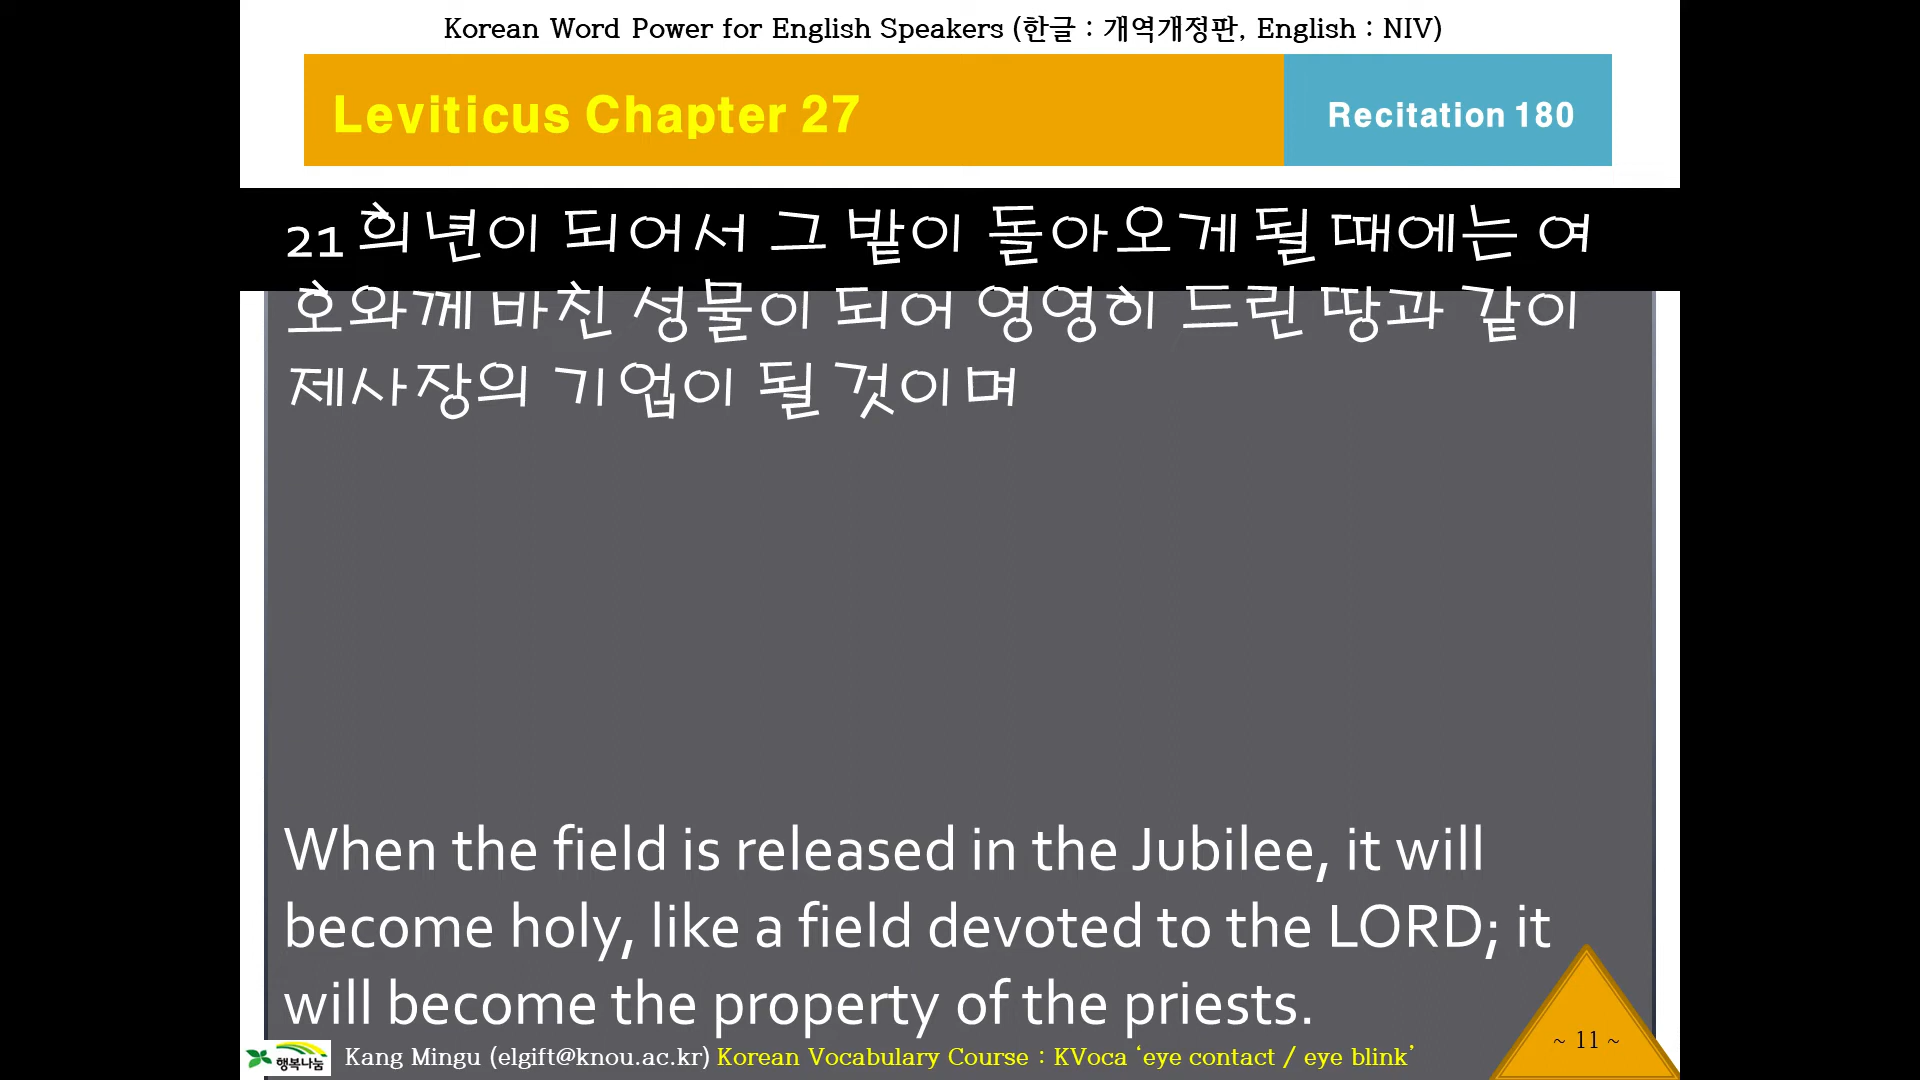 Korean Word Power for English Speakers (한글 : 개역개정판, English : NIV)
Leviticus Chapter 27
Recitation 180
21 희년이 되어서 그 밭이 돌아오게 될 때에는 여
호와께 바친 성물이 되어 영영히 드린 땅과 같이
제사장의 기업이 될 것이며
When the field is released in the Jubilee, it will
become holy, like a field devoted to the LORD; it
will become the property of the priests.
~ 11 ~
행복나눔
Kang Mingu (elgift@knou.ac.kr) Korean Vocabulary Course : KVoca ‘eye contact / eye blink’